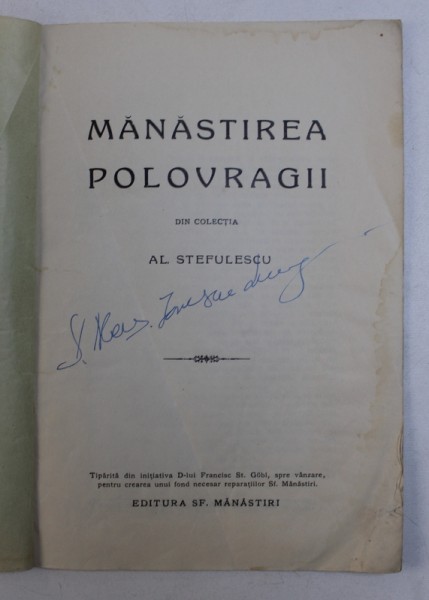 MĂNĂSTIREA
POLOVRAGII
DIN COLECȚIA
AL. STEFULESCU
Tipărită din inițiativa D-lui Francisc St. Göbl, spre vânzare,
pentru crearea unui fond necesar reparațiilor Sf. Mănăstiri.
EDITURA SF. MĂNĂSTIRI